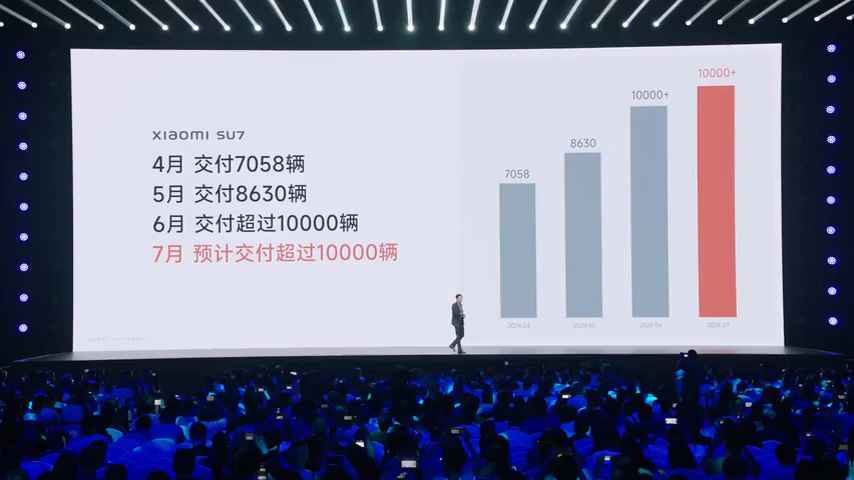 XIAOMI SU7
4月 交付7058辆
5月 交付8630辆
6月 交付超过10000辆
7月 预计交付超过10000辆
7058
8630
10000+
10000+
2024.04
2024.05
2024.06
2024.07